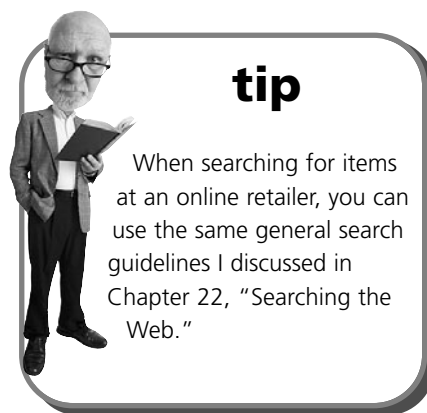 tip
When searching for items
at an online retailer, you can
use the same general search
guidelines I discussed in
Chapter 22, “Searching the
Web.”